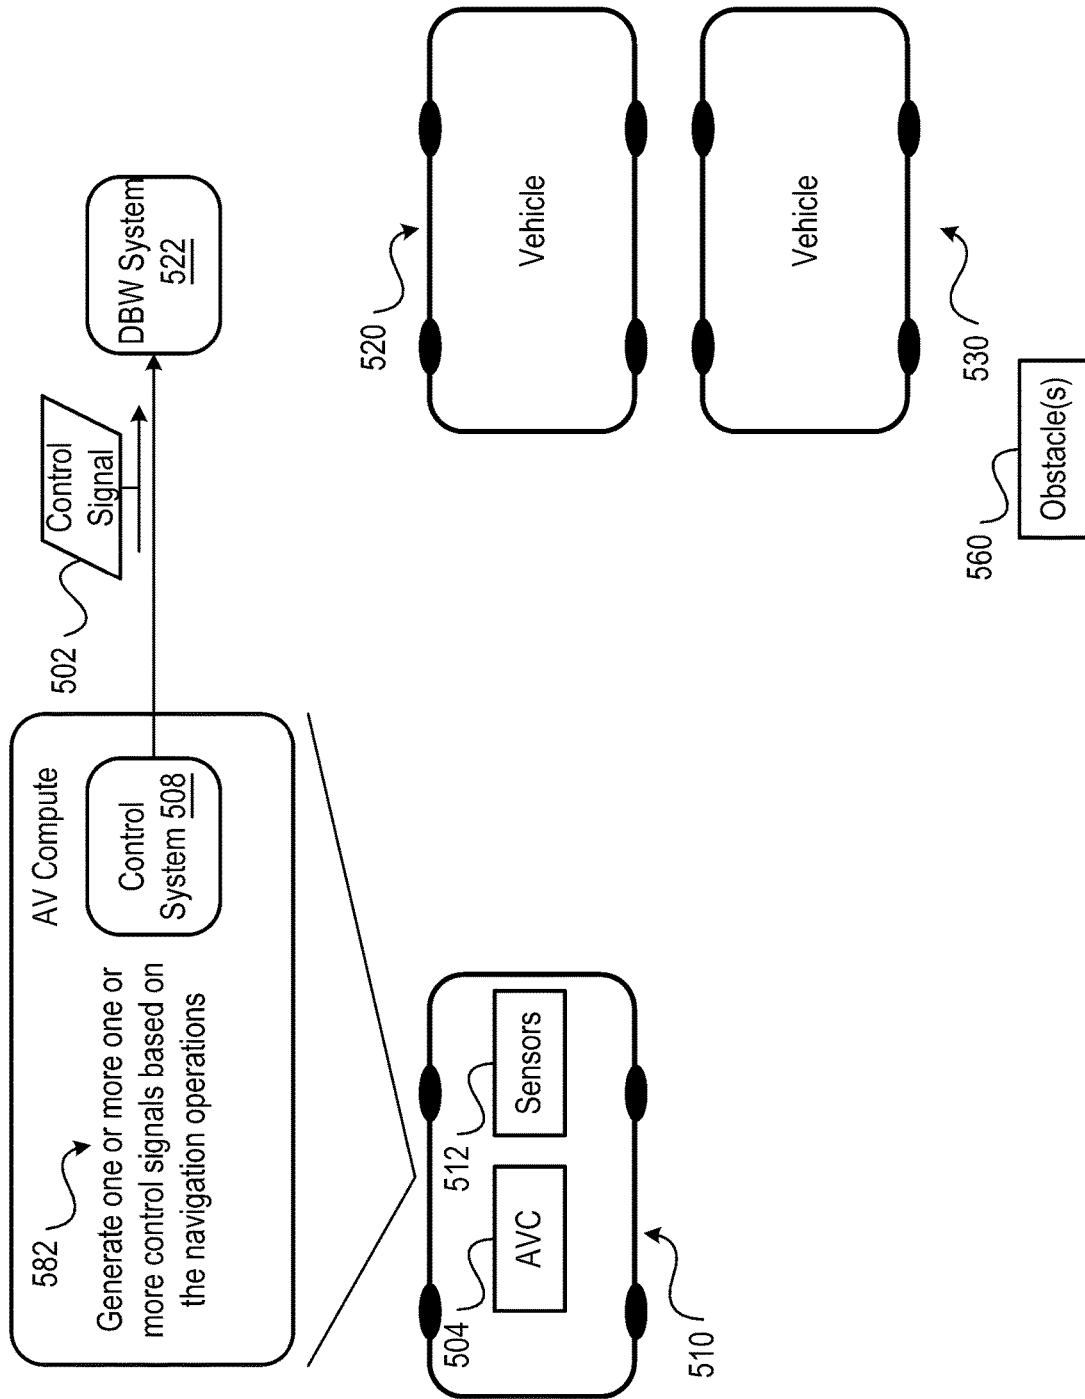 582
Generate one or more one or
more control signals based on
the navigation operations
AV Compute
Control
System 508
502
Control
Signal
DBW System
522
504
AVC
512
Sensors
510
520
Vehicle
Vehicle
530
560
Obstacle(s)